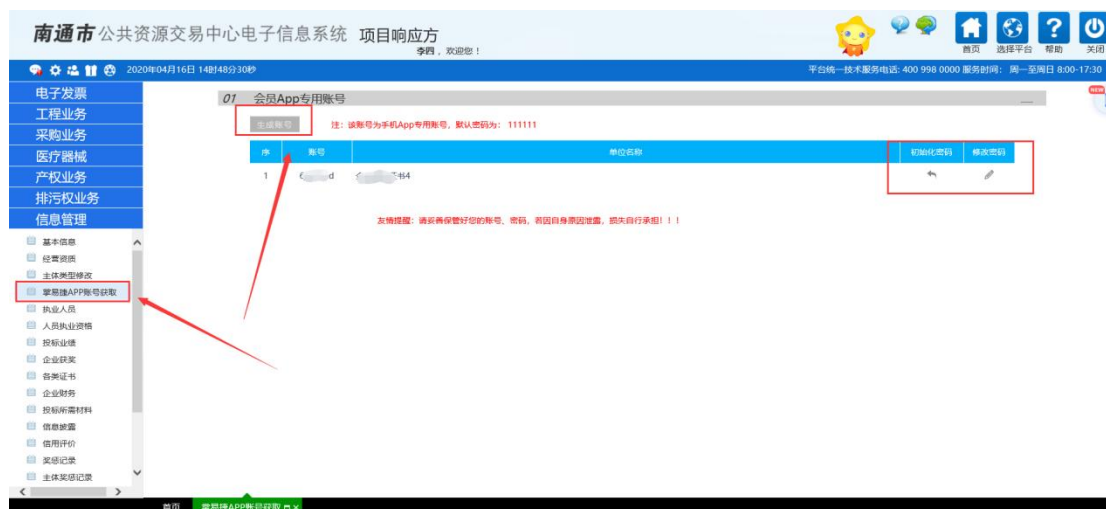 南通市公共资源交易中心电子信息系统 项目响应方
李四，欢迎您！
首页 选择平台 帮助 关闭
2020年04月16日 14时48分30秒
平台统一技术服务电话: 400 998 0000 服务时间: 周一至周日 8:00-17:30
电子发票
工程业务
采购业务
医疗器械
产权业务
排污权业务
信息管理
基本信息
经营资质
主体类型修改
掌易捷APP账号获取
执业人员
人员执业资格
投标业绩
企业获奖
各类证书
企业财务
投标所需材料
信息披露
信用评价
奖惩记录
主体奖惩记录
01 会员App专用账号
NEW
生成账号 注：该账号为手机App专用账号，默认密码为：111111
序 账号 单位名称 初始化密码 修改密码
1 d 书4
友情提醒：请妥善保管好您的账号、密码，若因自身原因泄露，损失自行承担！！！
首页 掌易捷APP账号获取